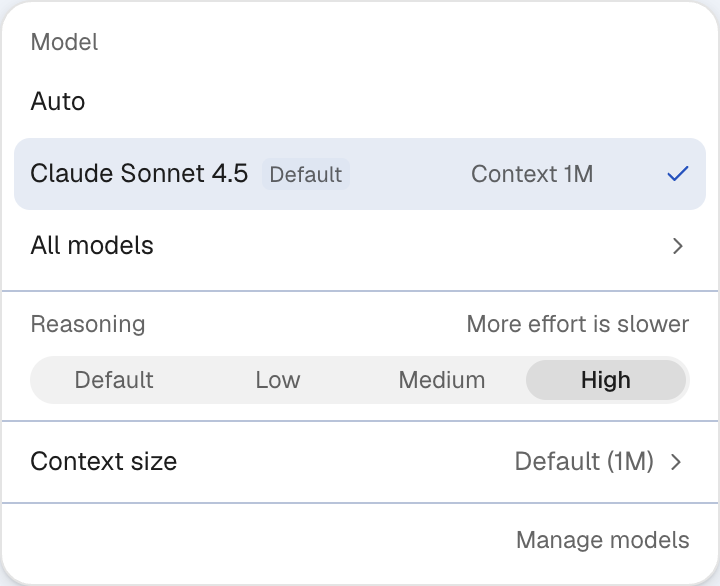 Model
Auto
Claude Sonnet 4.5 Default Context 1M
All models
Reasoning More effort is slower
Default Low Medium High
Context size Default (1M)
Manage models